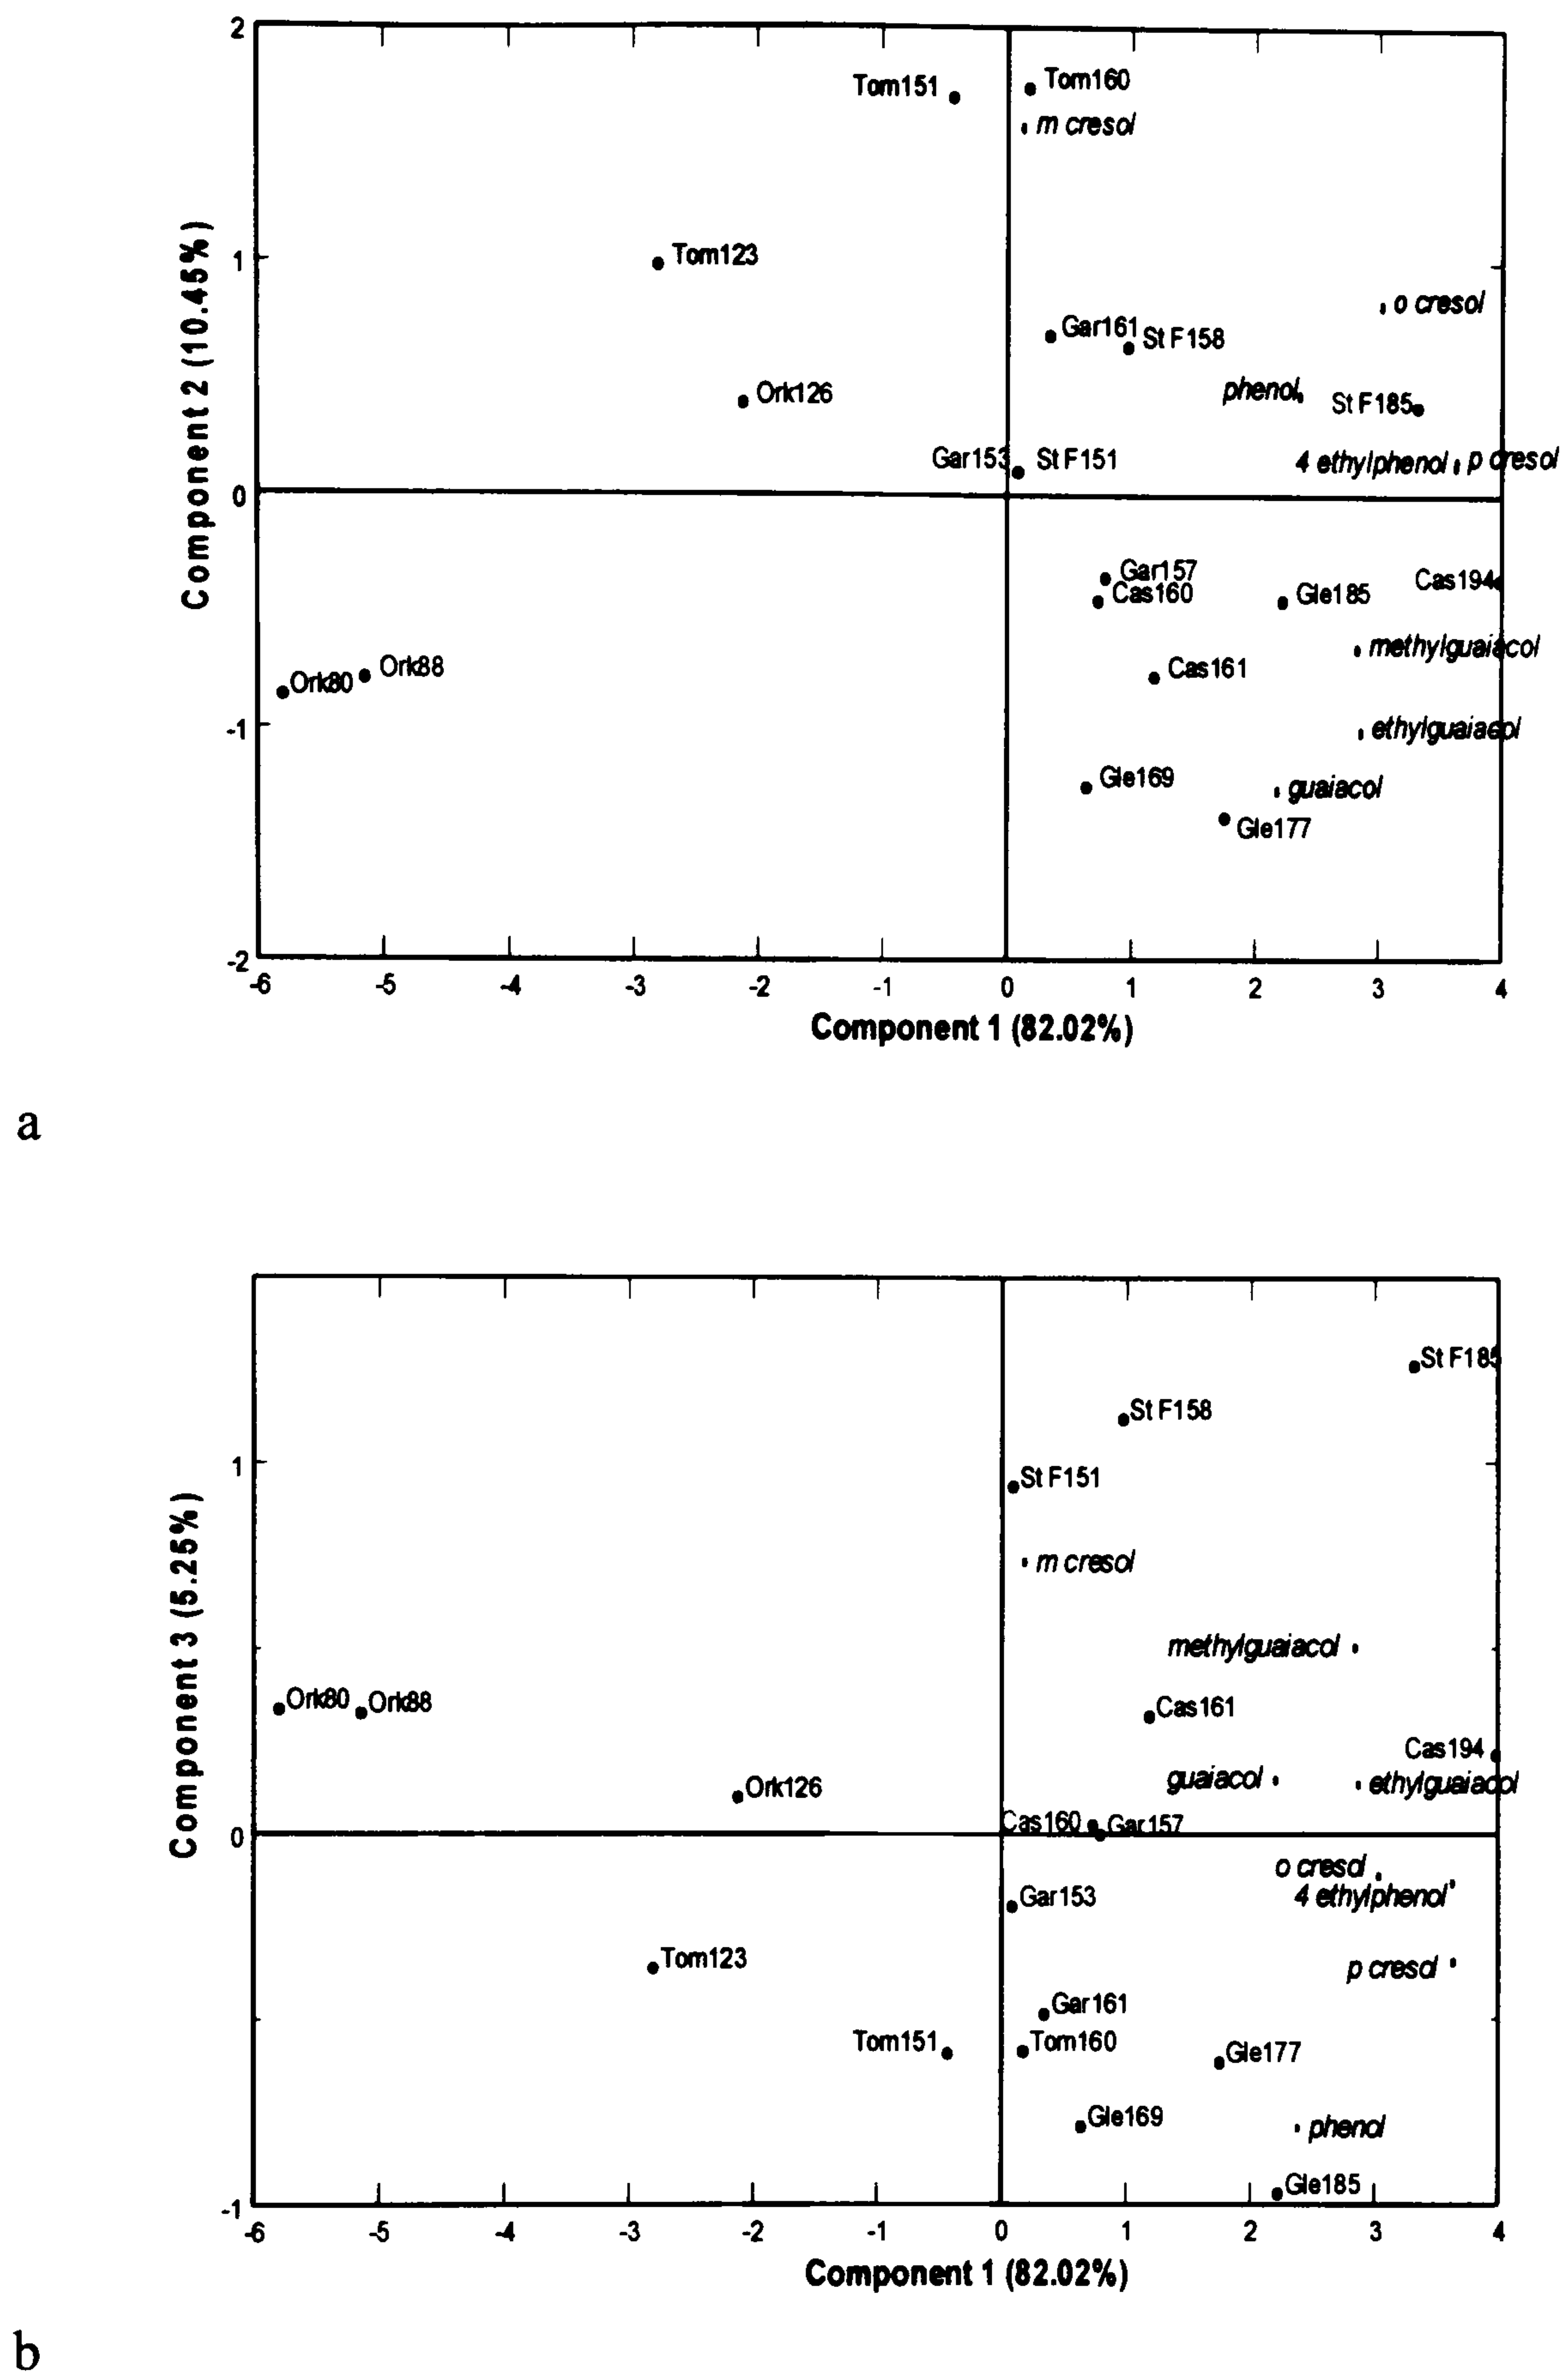 2
Tom151
Tom160
m cresol
1
Tom123
o cresol
Gar161
St F158
phenol
Ork126
St F185
Gar153
St F151
4 ethylphenol
p cresol
0
Component 2 (10.45%)
Gar157
Cas160
Gle185
Cas194
methylguaiacol
Ork80
Ork88
Cas161
-1
ethylguaiacol
Gle169
guaiacol
Gle177
-2
-6 -5 -4 -3 -2 -1 0 1 2 3 4
Component 1 (82.02%)
a
St F185
St F158
1
St F151
m cresol
methylguaiacol
Component 3 (5.25%)
Ork80
Ork88
Cas161
Cas194
Ork126
guaiacol
ethylguaiacol
Cas160
Gar157
0
o cresol
4 ethylphenol
Gar153
Tom123
p cresol
Gar161
Tom151
Tom160
Gle177
Gle169
phenol
Gle185
-1
-6 -5 -4 -3 -2 -1 0 1 2 3 4
Component 1 (82.02%)
b